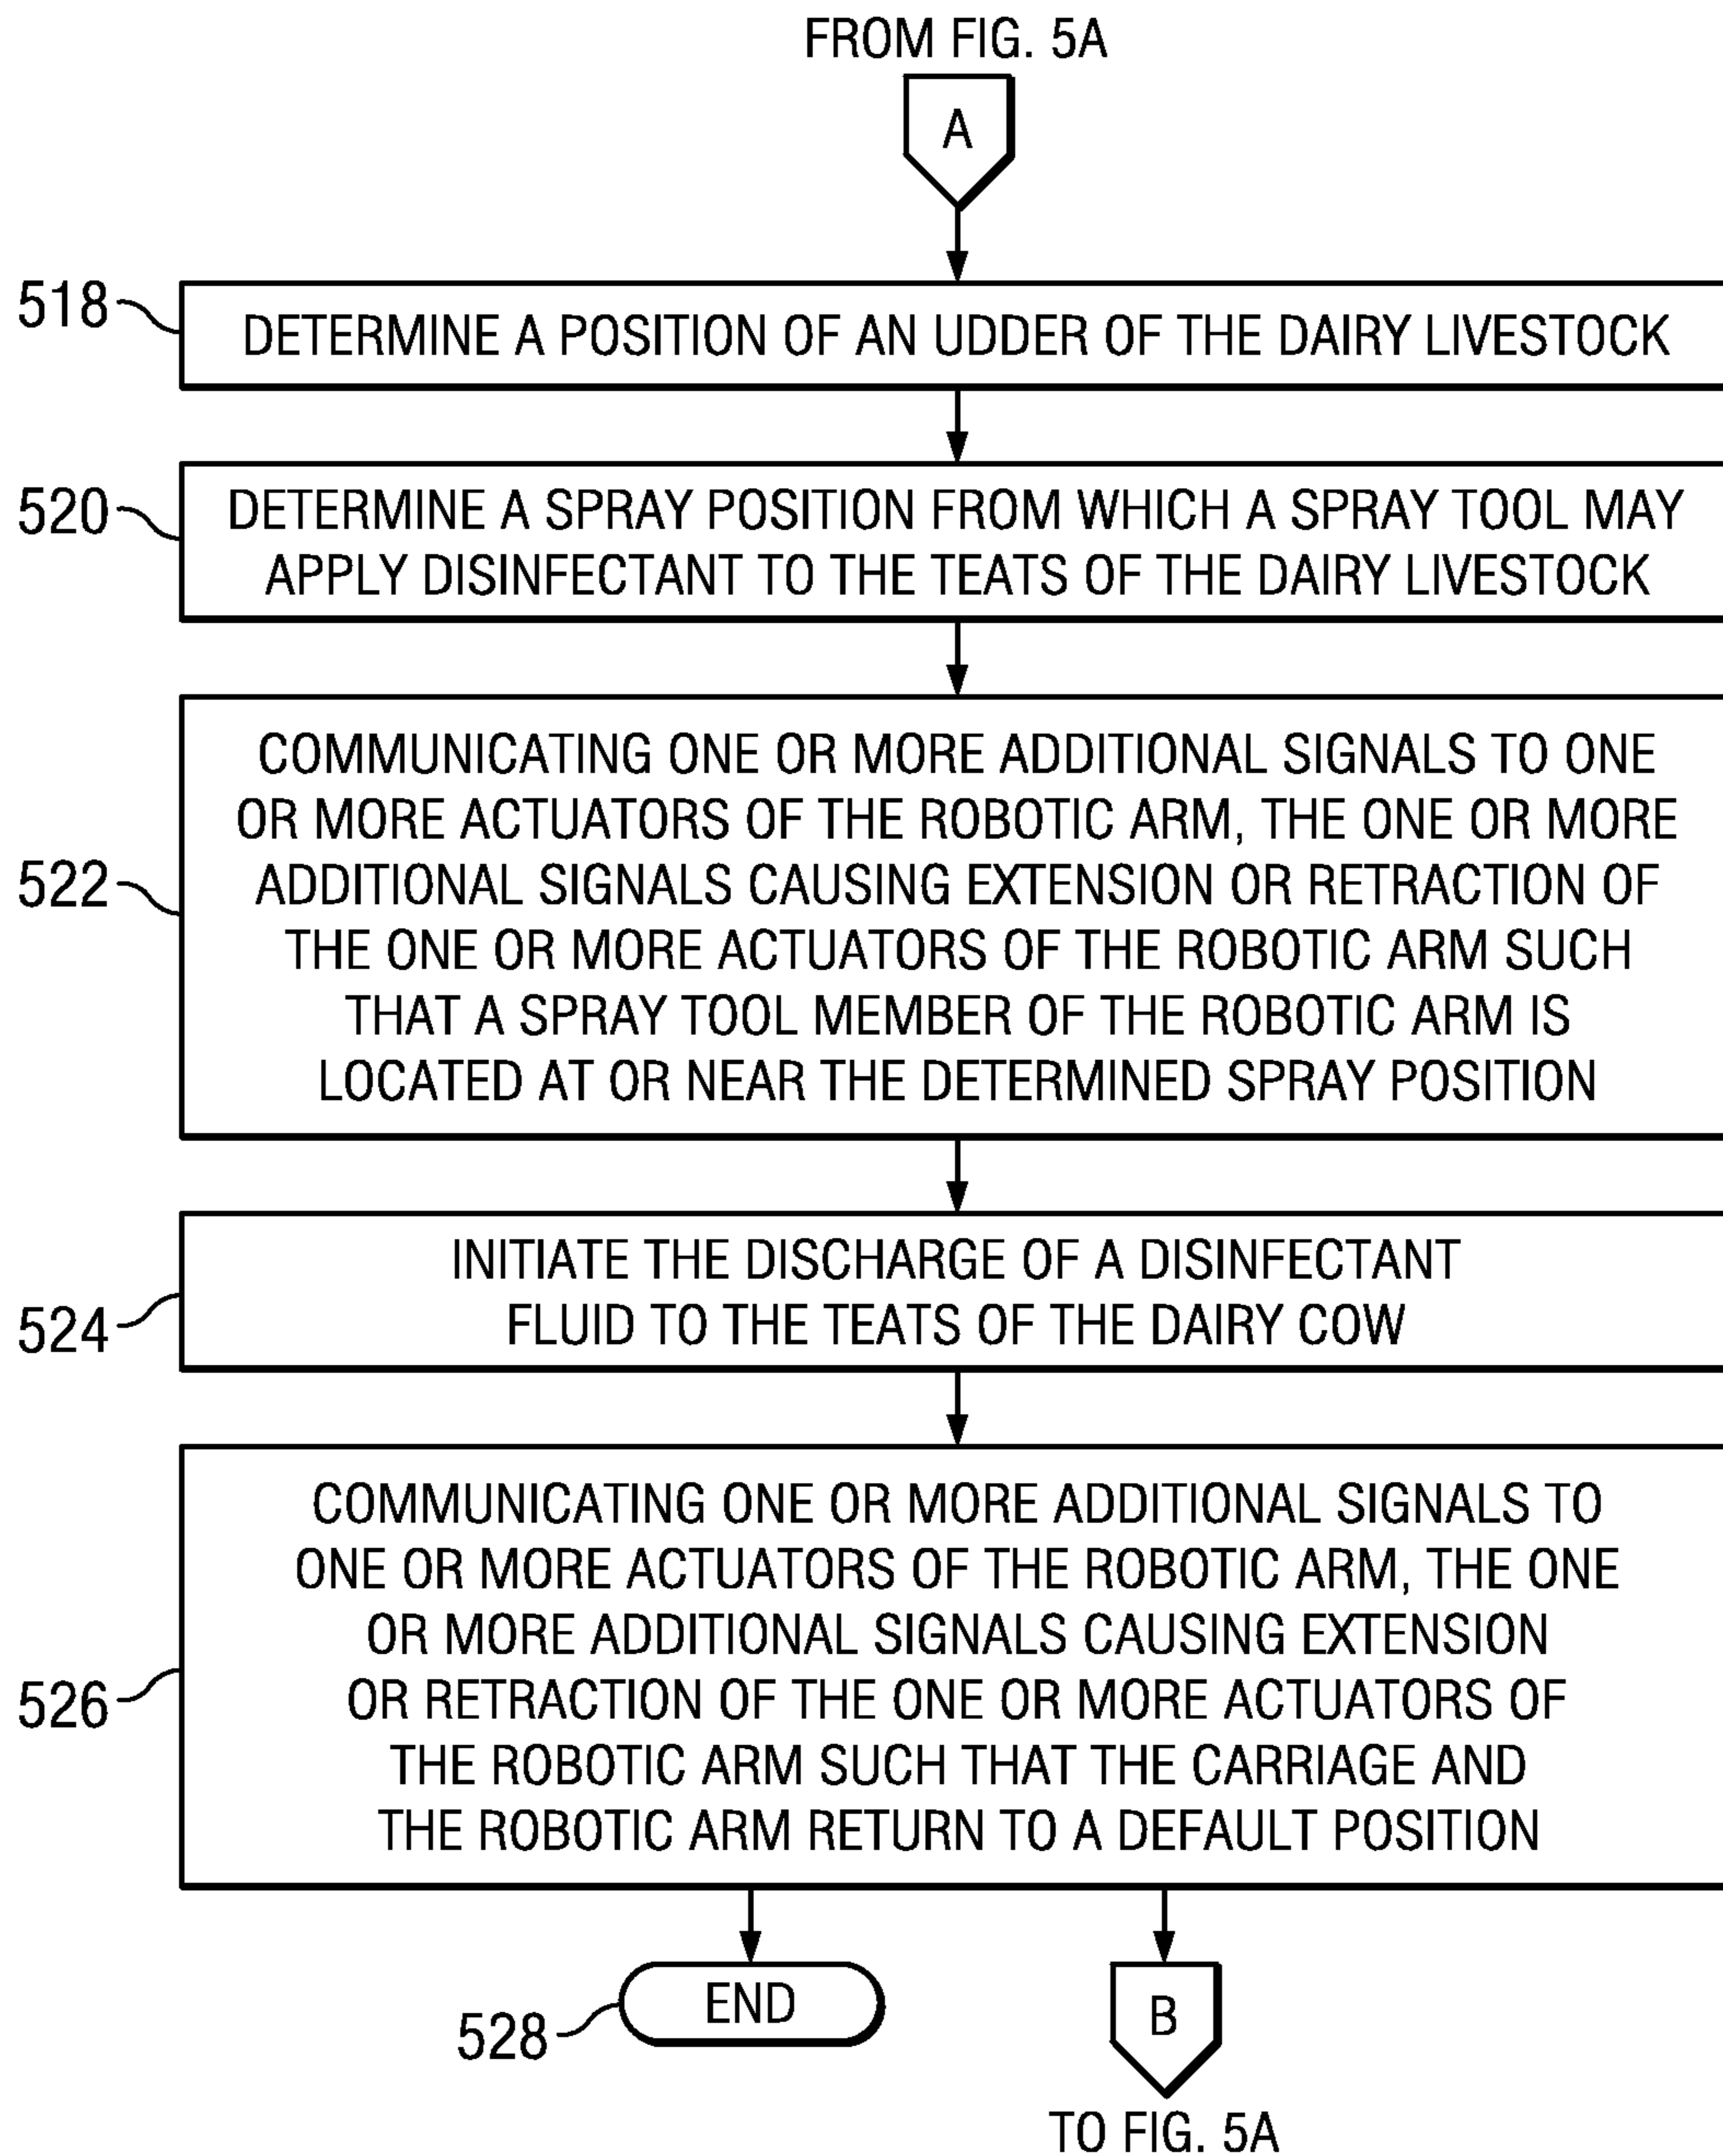 FROM FIG. 5A
A
518
DETERMINE A POSITION OF AN UDDER OF THE DAIRY LIVESTOCK
520
DETERMINE A SPRAY POSITION FROM WHICH A SPRAY TOOL MAY
APPLY DISINFECTANT TO THE TEATS OF THE DAIRY LIVESTOCK
522
COMMUNICATING ONE OR MORE ADDITIONAL SIGNALS TO ONE
OR MORE ACTUATORS OF THE ROBOTIC ARM, THE ONE OR MORE
ADDITIONAL SIGNALS CAUSING EXTENSION OR RETRACTION OF
THE ONE OR MORE ACTUATORS OF THE ROBOTIC ARM SUCH
THAT A SPRAY TOOL MEMBER OF THE ROBOTIC ARM IS
LOCATED AT OR NEAR THE DETERMINED SPRAY POSITION
524
INITIATE THE DISCHARGE OF A DISINFECTANT
FLUID TO THE TEATS OF THE DAIRY COW
526
COMMUNICATING ONE OR MORE ADDITIONAL SIGNALS TO
ONE OR MORE ACTUATORS OF THE ROBOTIC ARM, THE ONE
OR MORE ADDITIONAL SIGNALS CAUSING EXTENSION
OR RETRACTION OF THE ONE OR MORE ACTUATORS OF
THE ROBOTIC ARM SUCH THAT THE CARRIAGE AND
THE ROBOTIC ARM RETURN TO A DEFAULT POSITION
528
END
B
TO FIG. 5A